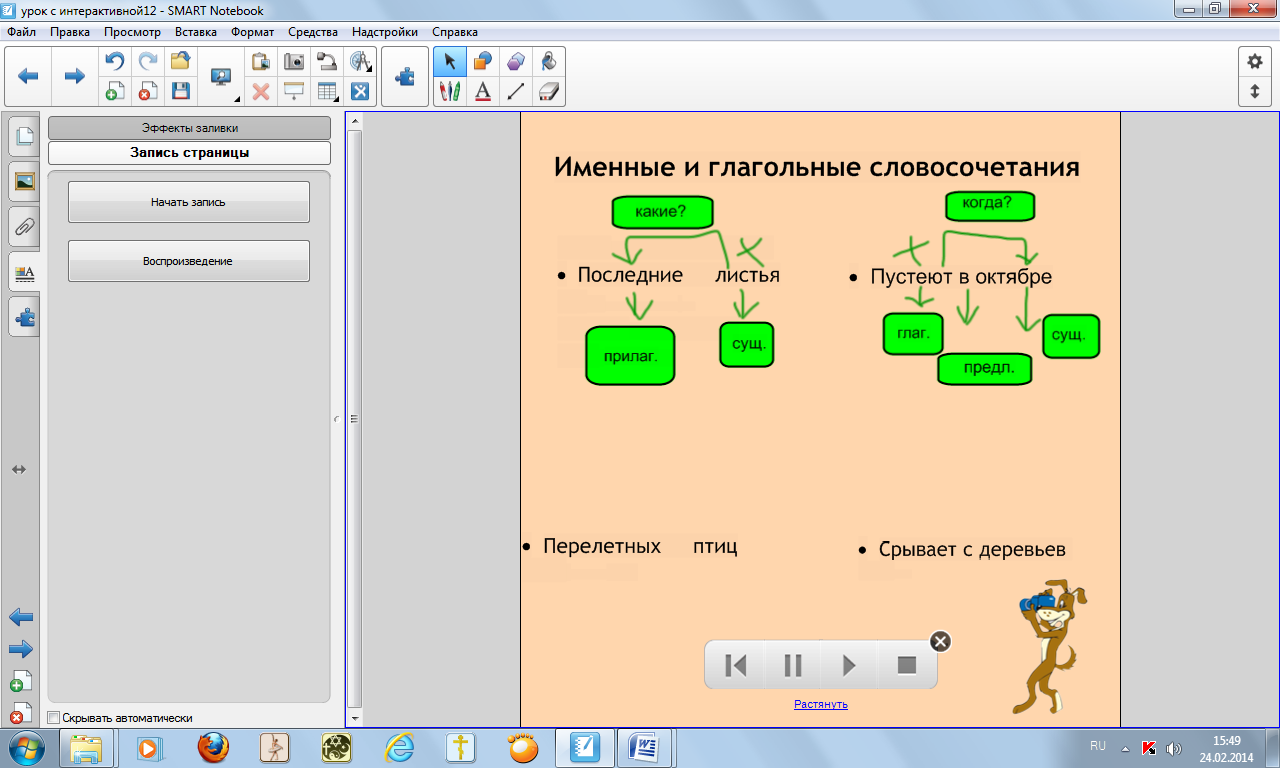 урок с интерактивной12 - SMART Notebook
Файл Правка Просмотр Вставка Формат Средства Надстройки Справка
Эффекты заливки
Запись страницы
Начать запись
Воспроизведение
Скрывать автоматически
Именные и глагольные словосочетания
какие?
когда?
• Последние листья
• Пустеют в октябре
прилаг.
сущ.
глаг.
предл.
сущ.
• Перелетных птиц
• Срывает с деревьев
Растянуть
RU
15:49
24.02.2014